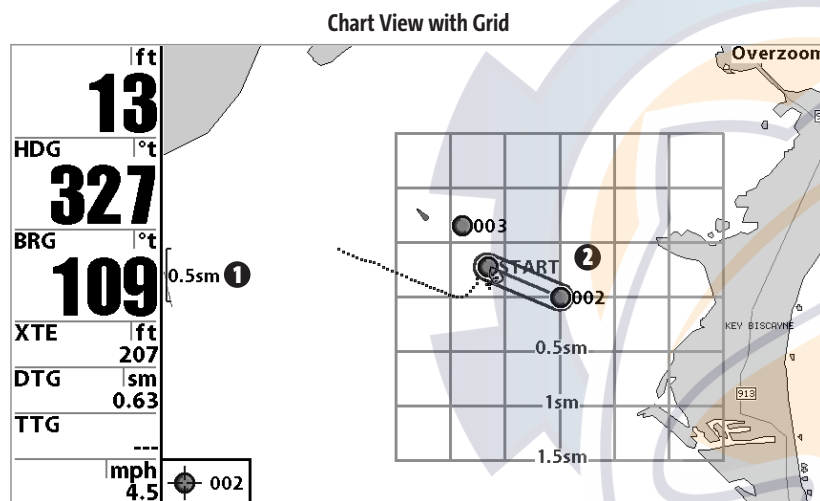 Chart View with Grid
ft
13
HDG °t
327
BRG °t
109
XTE ft
207
DTG sm
0.63
TTG
---
mph
4.5
0.5sm 1
Overzoom
003
START 2
002
0.5sm
1sm
1.5sm
KEY BISCAYNE
913
002